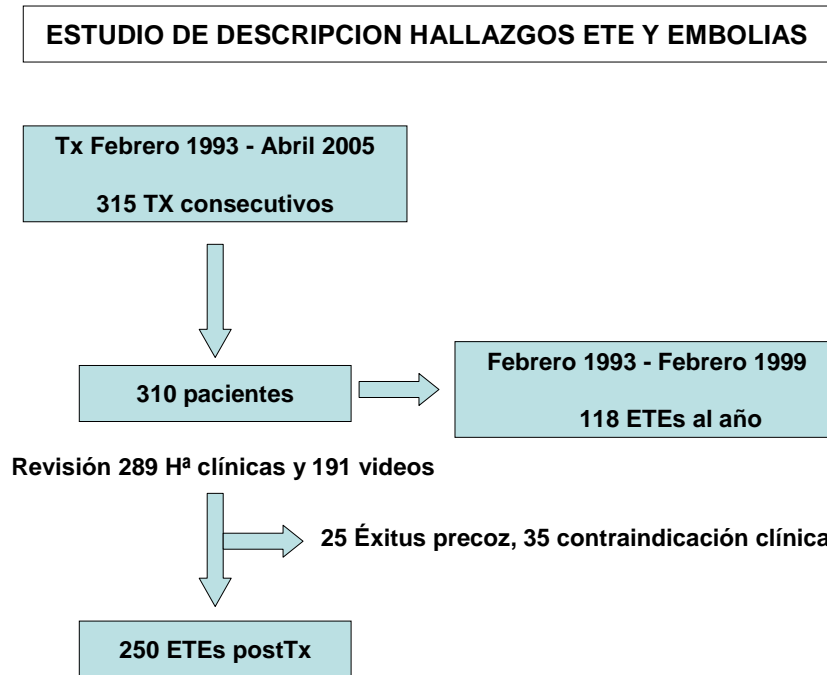 ESTUDIO DE DESCRIPCION HALLAZGOS ETE Y EMBOLIAS
Tx Febrero 1993 - Abril 2005
315 TX consecutivos
310 pacientes
Febrero 1993 - Febrero 1999
118 ETEs al año
Revisión 289 Hª clínicas y 191 videos
25 Éxitus precoz, 35 contraindicación clínica
250 ETEs postTx